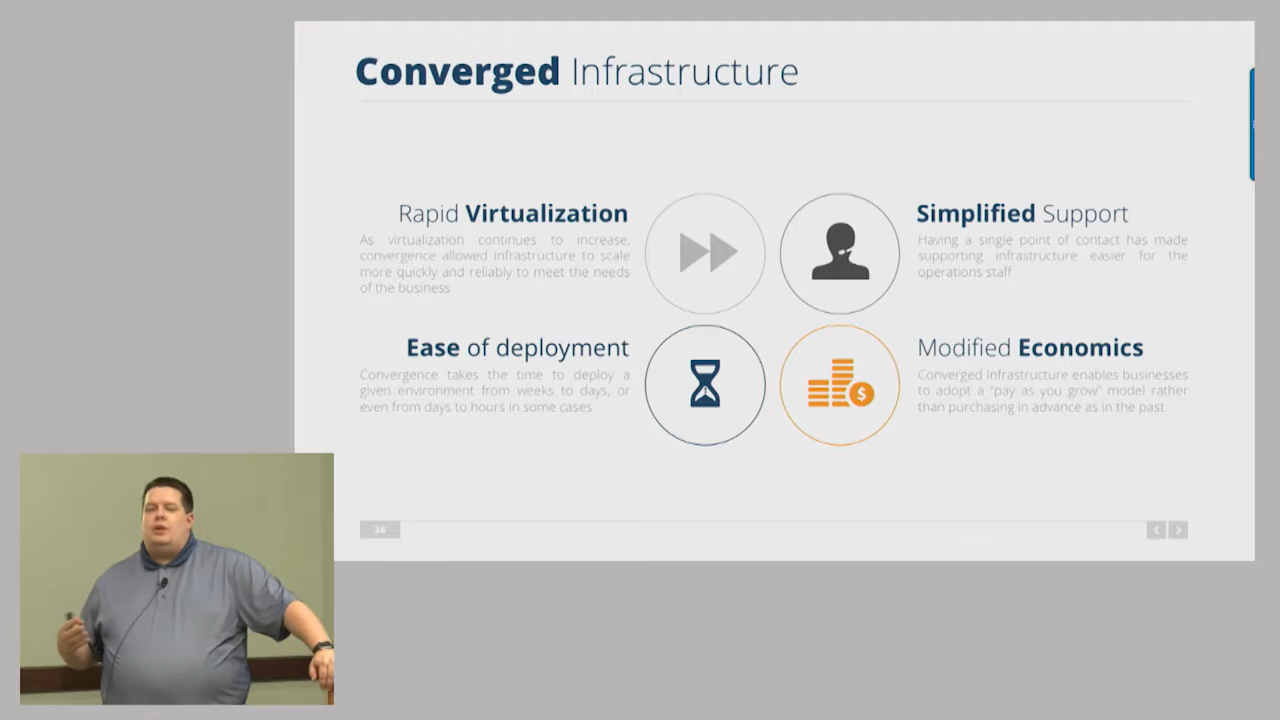 Converged Infrastructure
Rapid Virtualization
As virtualization continues to increase,
convergence allowed infrastructure to scale
more quickly and reliably to meet the needs
of the business
Simplified Support
Having a single point of contact has made
supporting infrastructure easier for the
operations staff
Ease of deployment
Convergence takes the time to deploy a
given environment from weeks to days, or
even from days to hours in some cases
$
Modified Economics
Converged Infrastructure enables businesses
to adopt a “pay as you grow” model rather
than purchasing in advance as in the past.